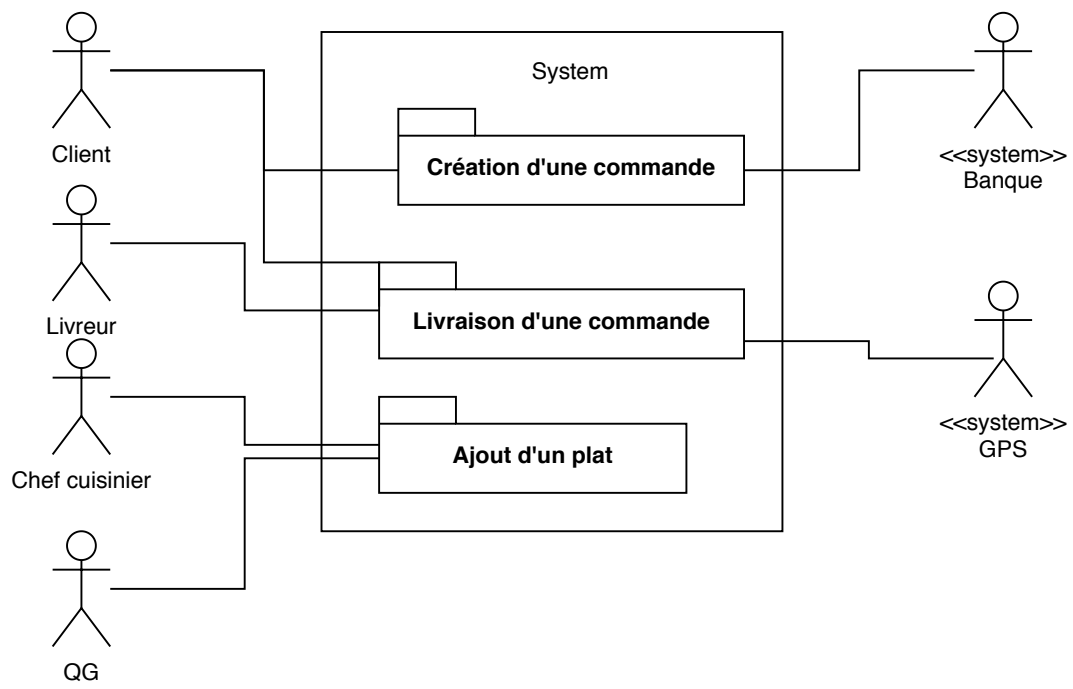 System
Client
Création d'une commande
<<system>>
Banque
Livreur
Livraison d'une commande
<<system>>
GPS
Chef cuisinier
Ajout d'un plat
QG